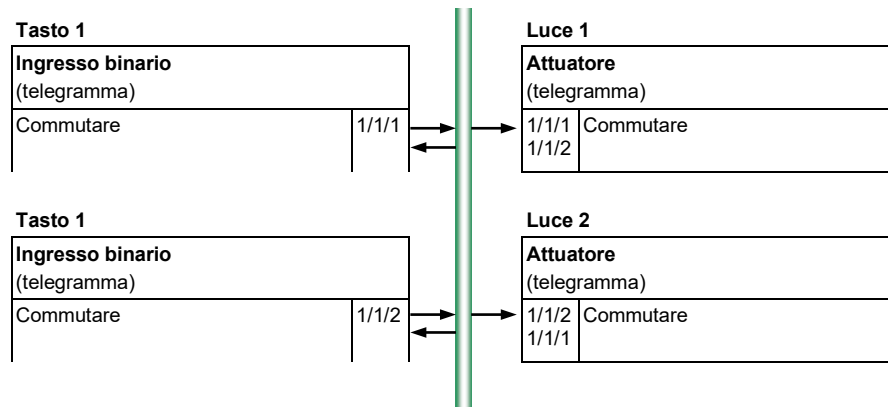 Tasto 1
Ingresso binario
(telegramma)
Commutare 1/1/1
Luce 1
Attuatore
(telegramma)
1/1/1 Commutare
1/1/2
Tasto 1
Ingresso binario
(telegramma)
Commutare 1/1/2
Luce 2
Attuatore
(telegramma)
1/1/2 Commutare
1/1/1